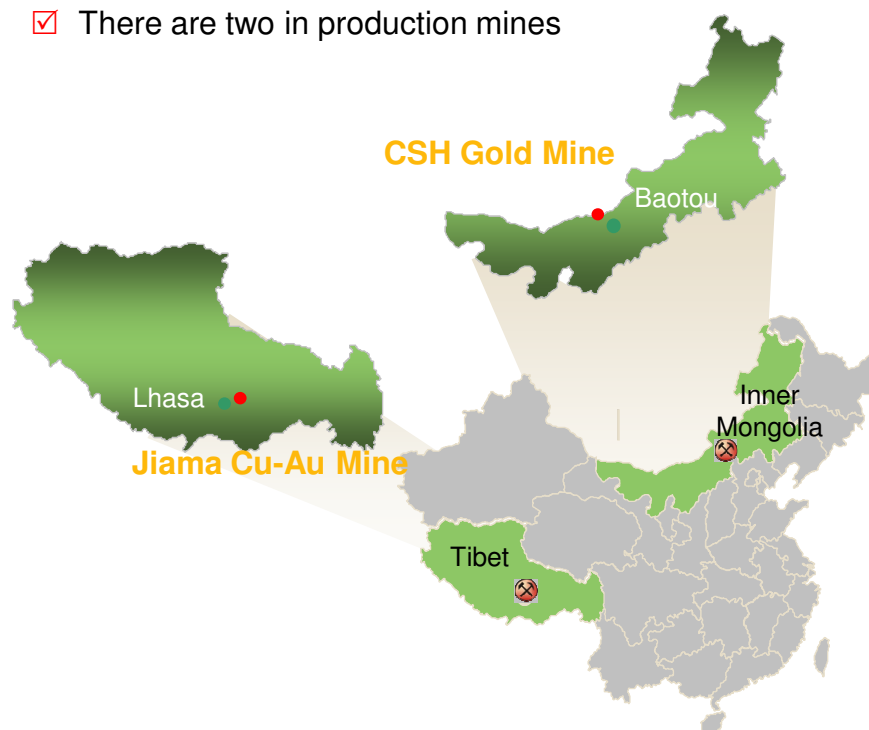 There are two in production mines
CSH Gold Mine
Baotou
Lhasa
Jiama Cu-Au Mine
Inner
Mongolia
Tibet